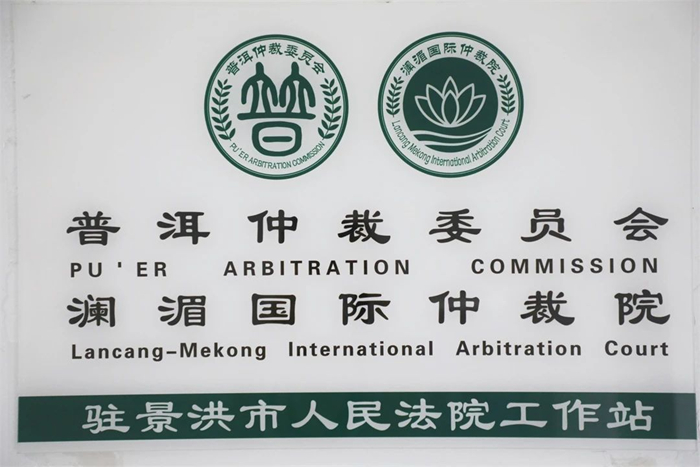 普洱仲裁委员会
PU'ER ARBITRATION COMMISSION
澜湄国际仲裁院
Lancang Mekong International Arbitration Court
普洱仲裁委员会
PU'ER ARBITRATION COMMISSION
澜湄国际仲裁院
Lancang-Mekong International Arbitration Court
驻景洪市人民法院工作站